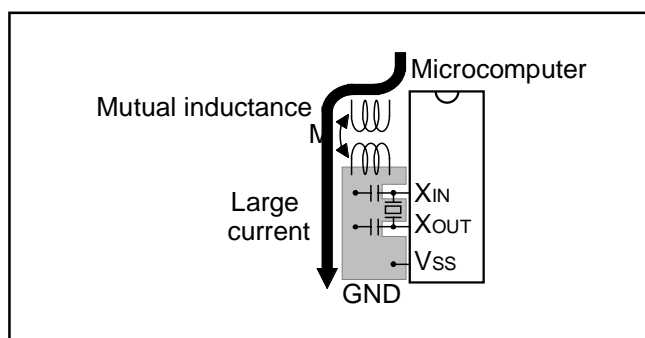 Microcomputer
Mutual inductance
M
Large
current
XIN
XOUT
VSS
GND